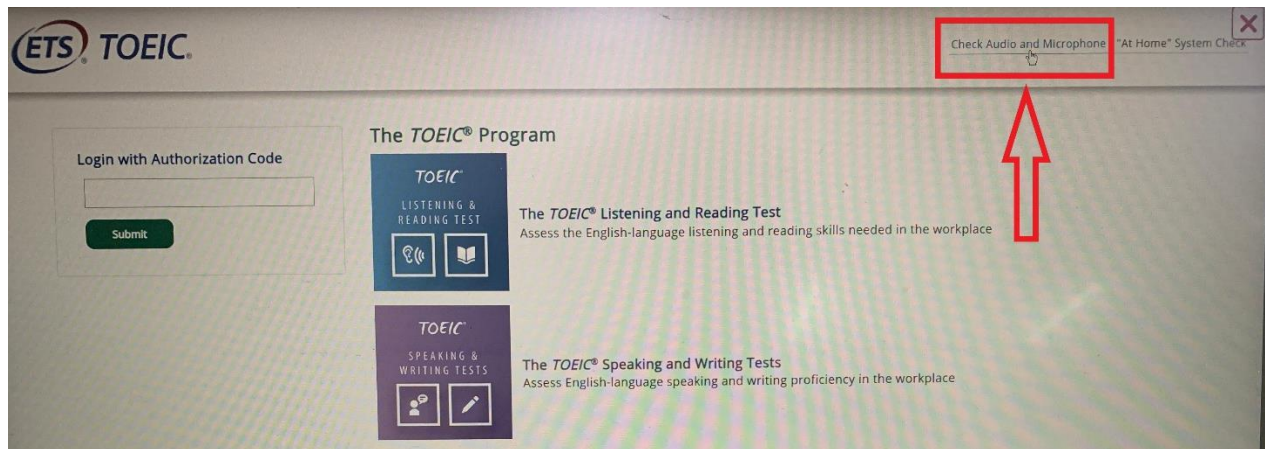 ETS® TOEIC®
Check Audio and Microphone
"At Home" System Check
Login with Authorization Code
Submit
The TOEIC® Program
TOEIC®
LISTENING &
READING TEST
The TOEIC® Listening and Reading Test
Assess the English-language listening and reading skills needed in the workplace
TOEIC®
SPEAKING &
WRITING TESTS
The TOEIC® Speaking and Writing Tests
Assess English-language speaking and writing proficiency in the workplace